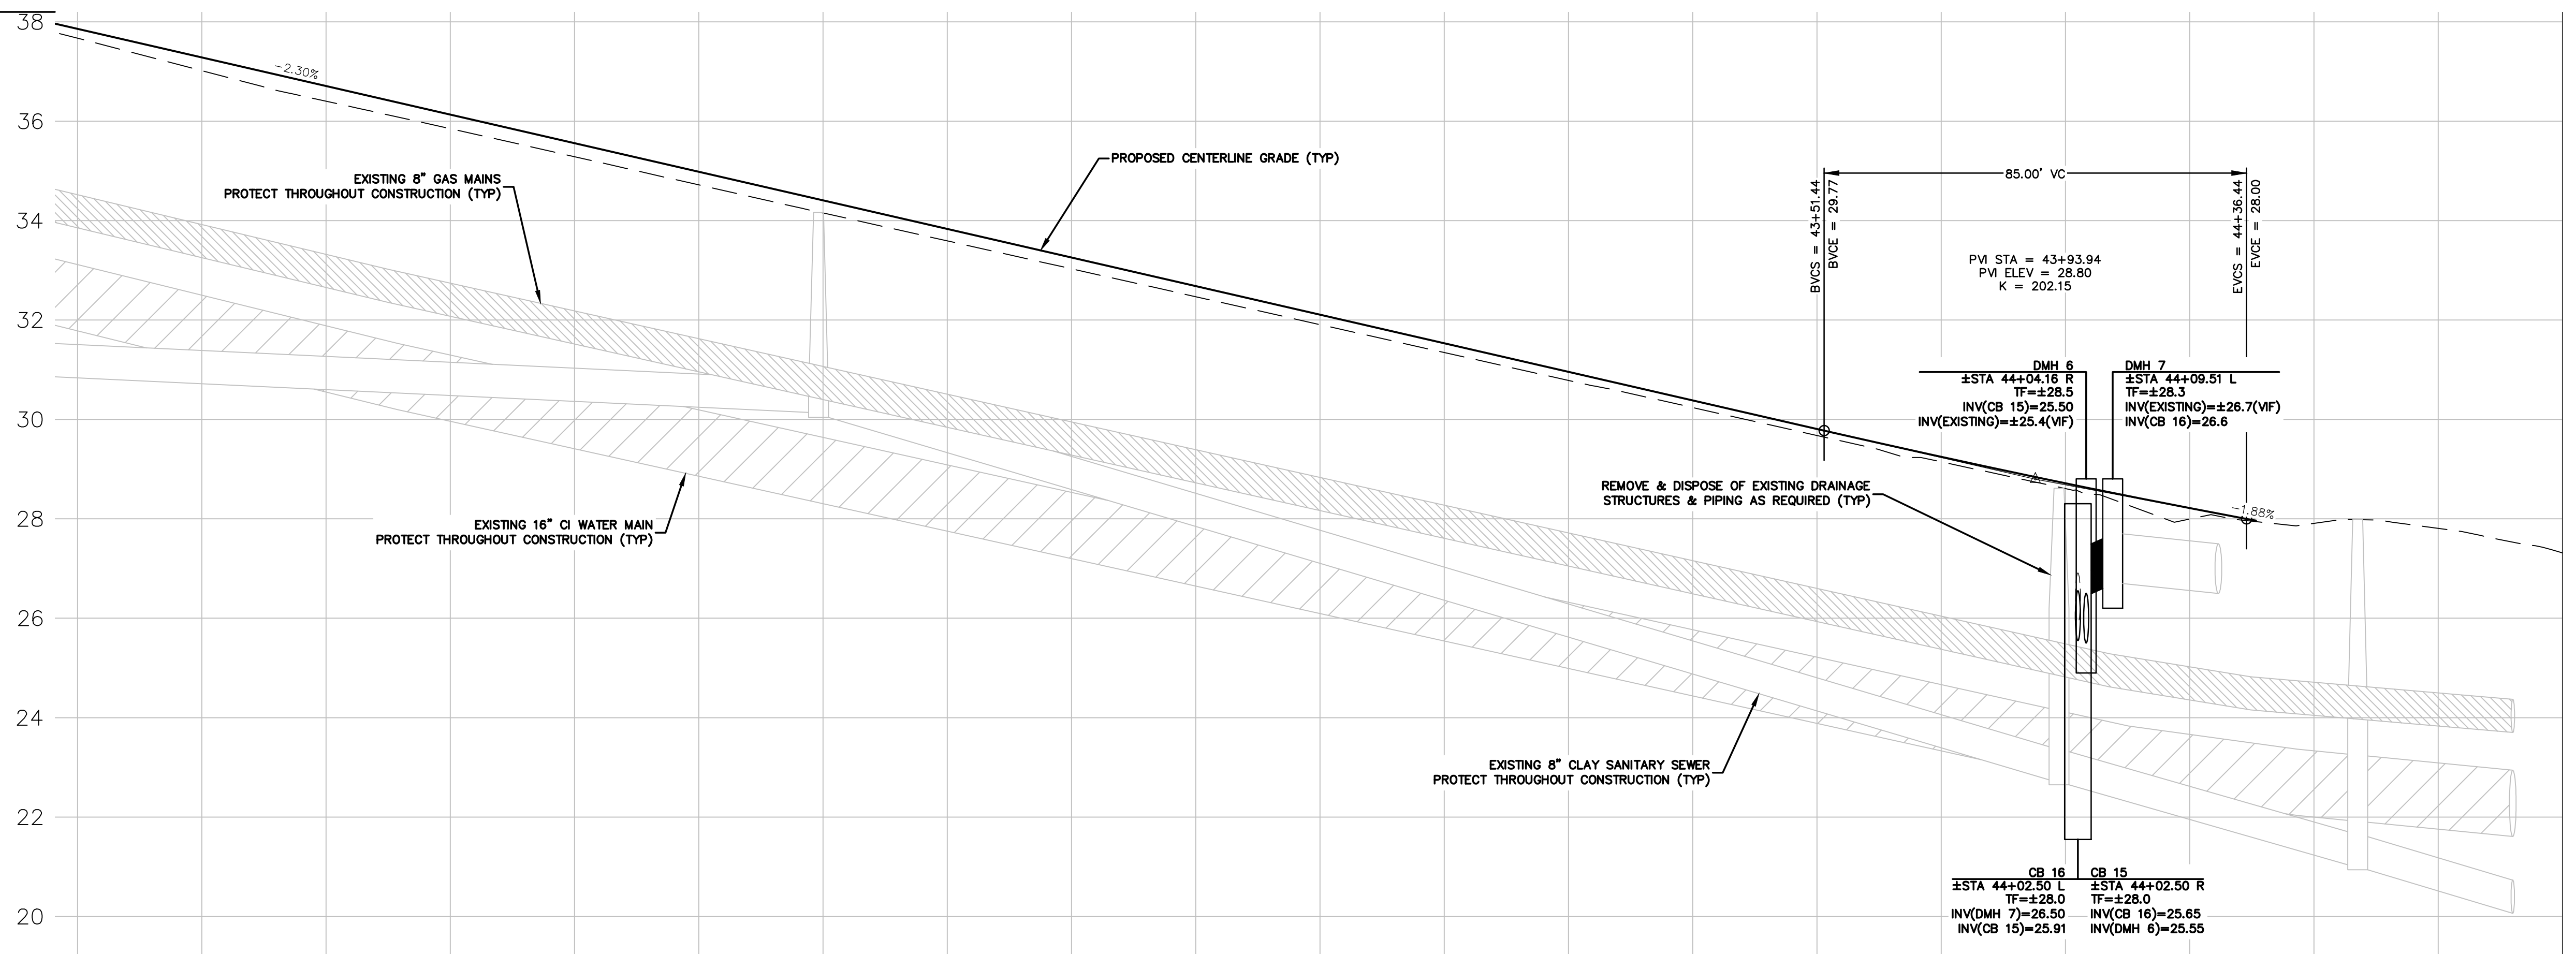 38
36
34
32
30
28
26
24
22
20
-2.30%
EXISTING 8" GAS MAINS
PROTECT THROUGHOUT CONSTRUCTION (TYP)
PROPOSED CENTERLINE GRADE (TYP)
EXISTING 16" CI WATER MAIN
PROTECT THROUGHOUT CONSTRUCTION (TYP)
85.00' VC
BVCS = 43+51.44
BVCE = 29.77
EVCS = 44+36.44
EVCE = 28.00
PVI STA = 43+93.94
PVI ELEV = 28.80
K = 202.15
DMH 6
±STA 44+04.16 R
TF=±28.5
INV(CB 15)=25.50
INV(EXISTING)=±25.4(VIF)
DMH 7
±STA 44+09.51 L
TF=±28.3
INV(EXISTING)=±26.7(VIF)
INV(CB 16)=26.6
REMOVE & DISPOSE OF EXISTING DRAINAGE
STRUCTURES & PIPING AS REQUIRED (TYP)
-1.88%
EXISTING 8" CLAY SANITARY SEWER
PROTECT THROUGHOUT CONSTRUCTION (TYP)
CB 16
±STA 44+02.50 L
TF=±28.0
INV(DMH 7)=26.50
INV(CB 15)=25.91
CB 15
±STA 44+02.50 R
TF=±28.0
INV(CB 16)=25.65
INV(DMH 6)=25.55